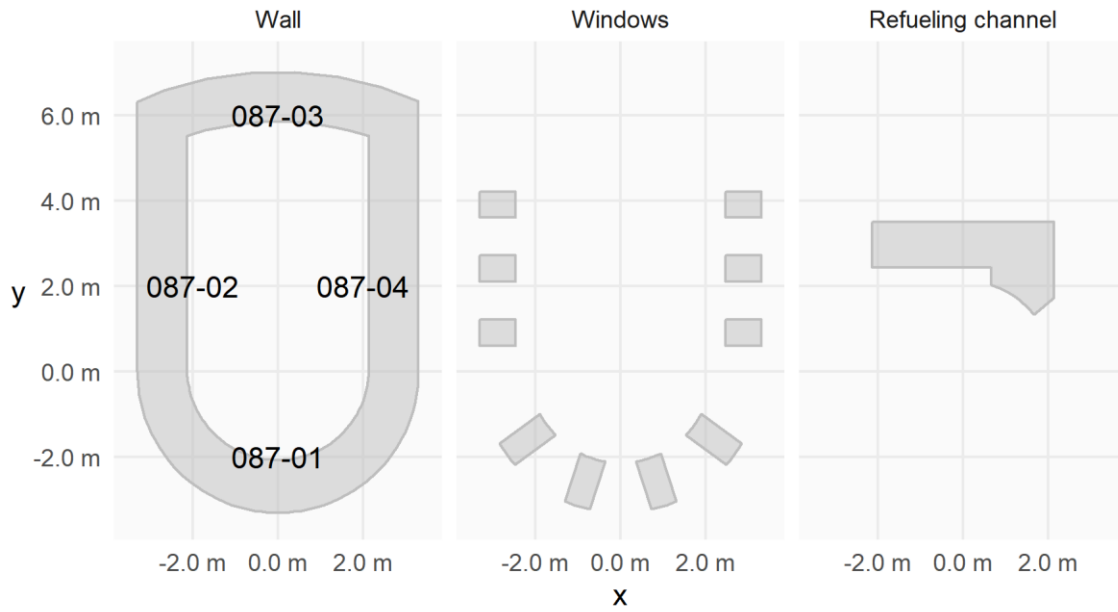 Wall
Windows
Refueling channel
6.0 m
4.0 m
2.0 m
0.0 m
-2.0 m
y
087-03
087-02
087-04
087-01
-2.0 m 0.0 m 2.0 m
-2.0 m 0.0 m 2.0 m
-2.0 m 0.0 m 2.0 m
x